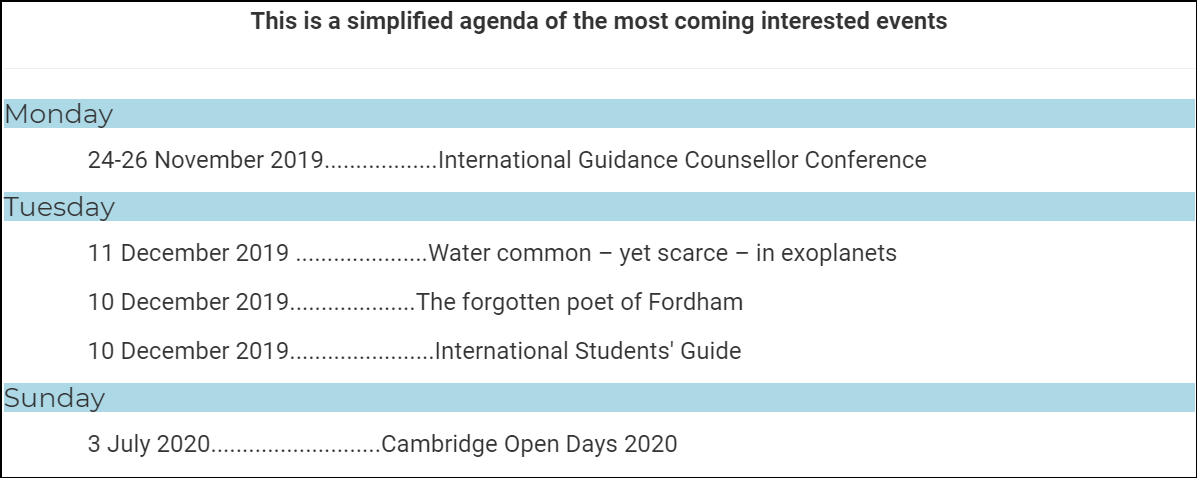 This is a simplified agenda of the most coming interested events
Monday
24-26 November 2019..................International Guidance Counsellor Conference
Tuesday
11 December 2019 .....................Water common – yet scarce – in exoplanets
10 December 2019....................The forgotten poet of Fordham
10 December 2019.......................International Students' Guide
Sunday
3 July 2020...........................Cambridge Open Days 2020